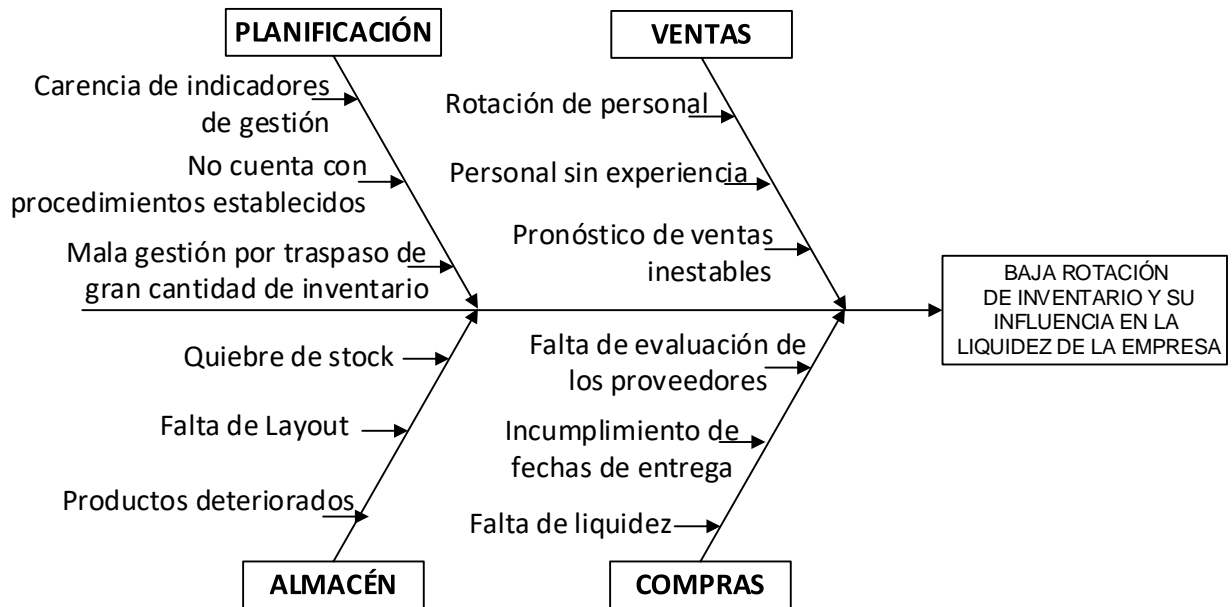 PLANIFICACIÓN
Carencia de indicadores
de gestión
No cuenta con
procedimientos establecidos
Mala gestión por traspaso de
gran cantidad de inventario
VENTAS
Rotación de personal
Personal sin experiencia
Pronóstico de ventas
inestables
BAJA ROTACIÓN
DE INVENTARIO Y SU
INFLUENCIA EN LA
LIQUIDEZ DE LA EMPRESA
Quiebre de stock
Falta de Layout
Productos deteriorados
ALMACÉN
Falta de evaluación de
los proveedores
Incumplimiento de
fechas de entrega
Falta de liquidez
COMPRAS